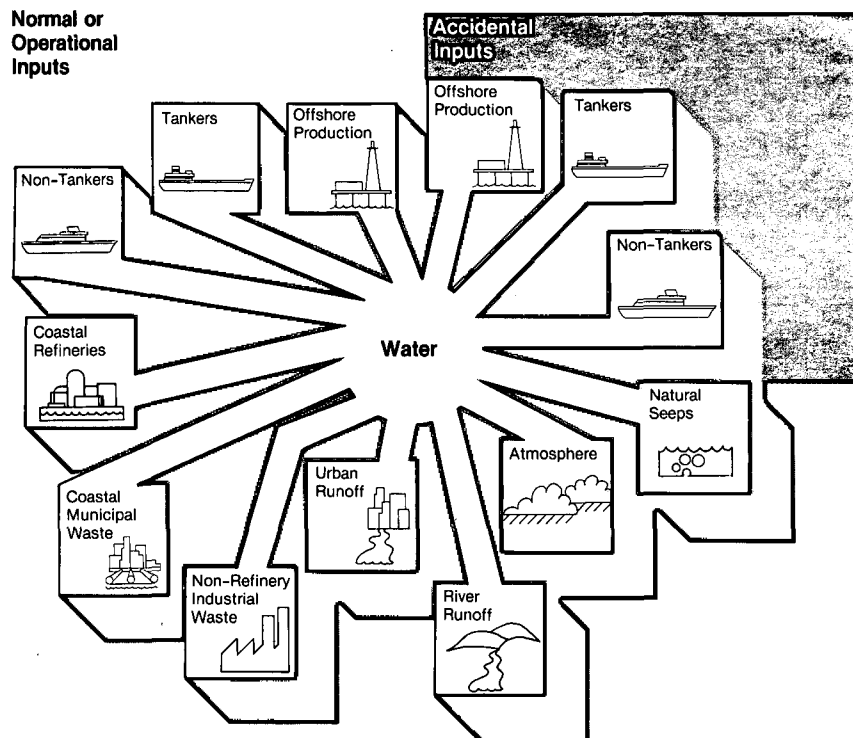 Normal or
Operational
Inputs
Accidental
Inputs
Tankers
Offshore
Production
Offshore
Production
Tankers
Non-Tankers
Non-Tankers
Coastal
Refineries
Water
Natural
Seeps
Atmosphere
Urban
Runoff
Coastal
Municipal
Waste
Non-Refinery
Industrial
Waste
River
Runoff